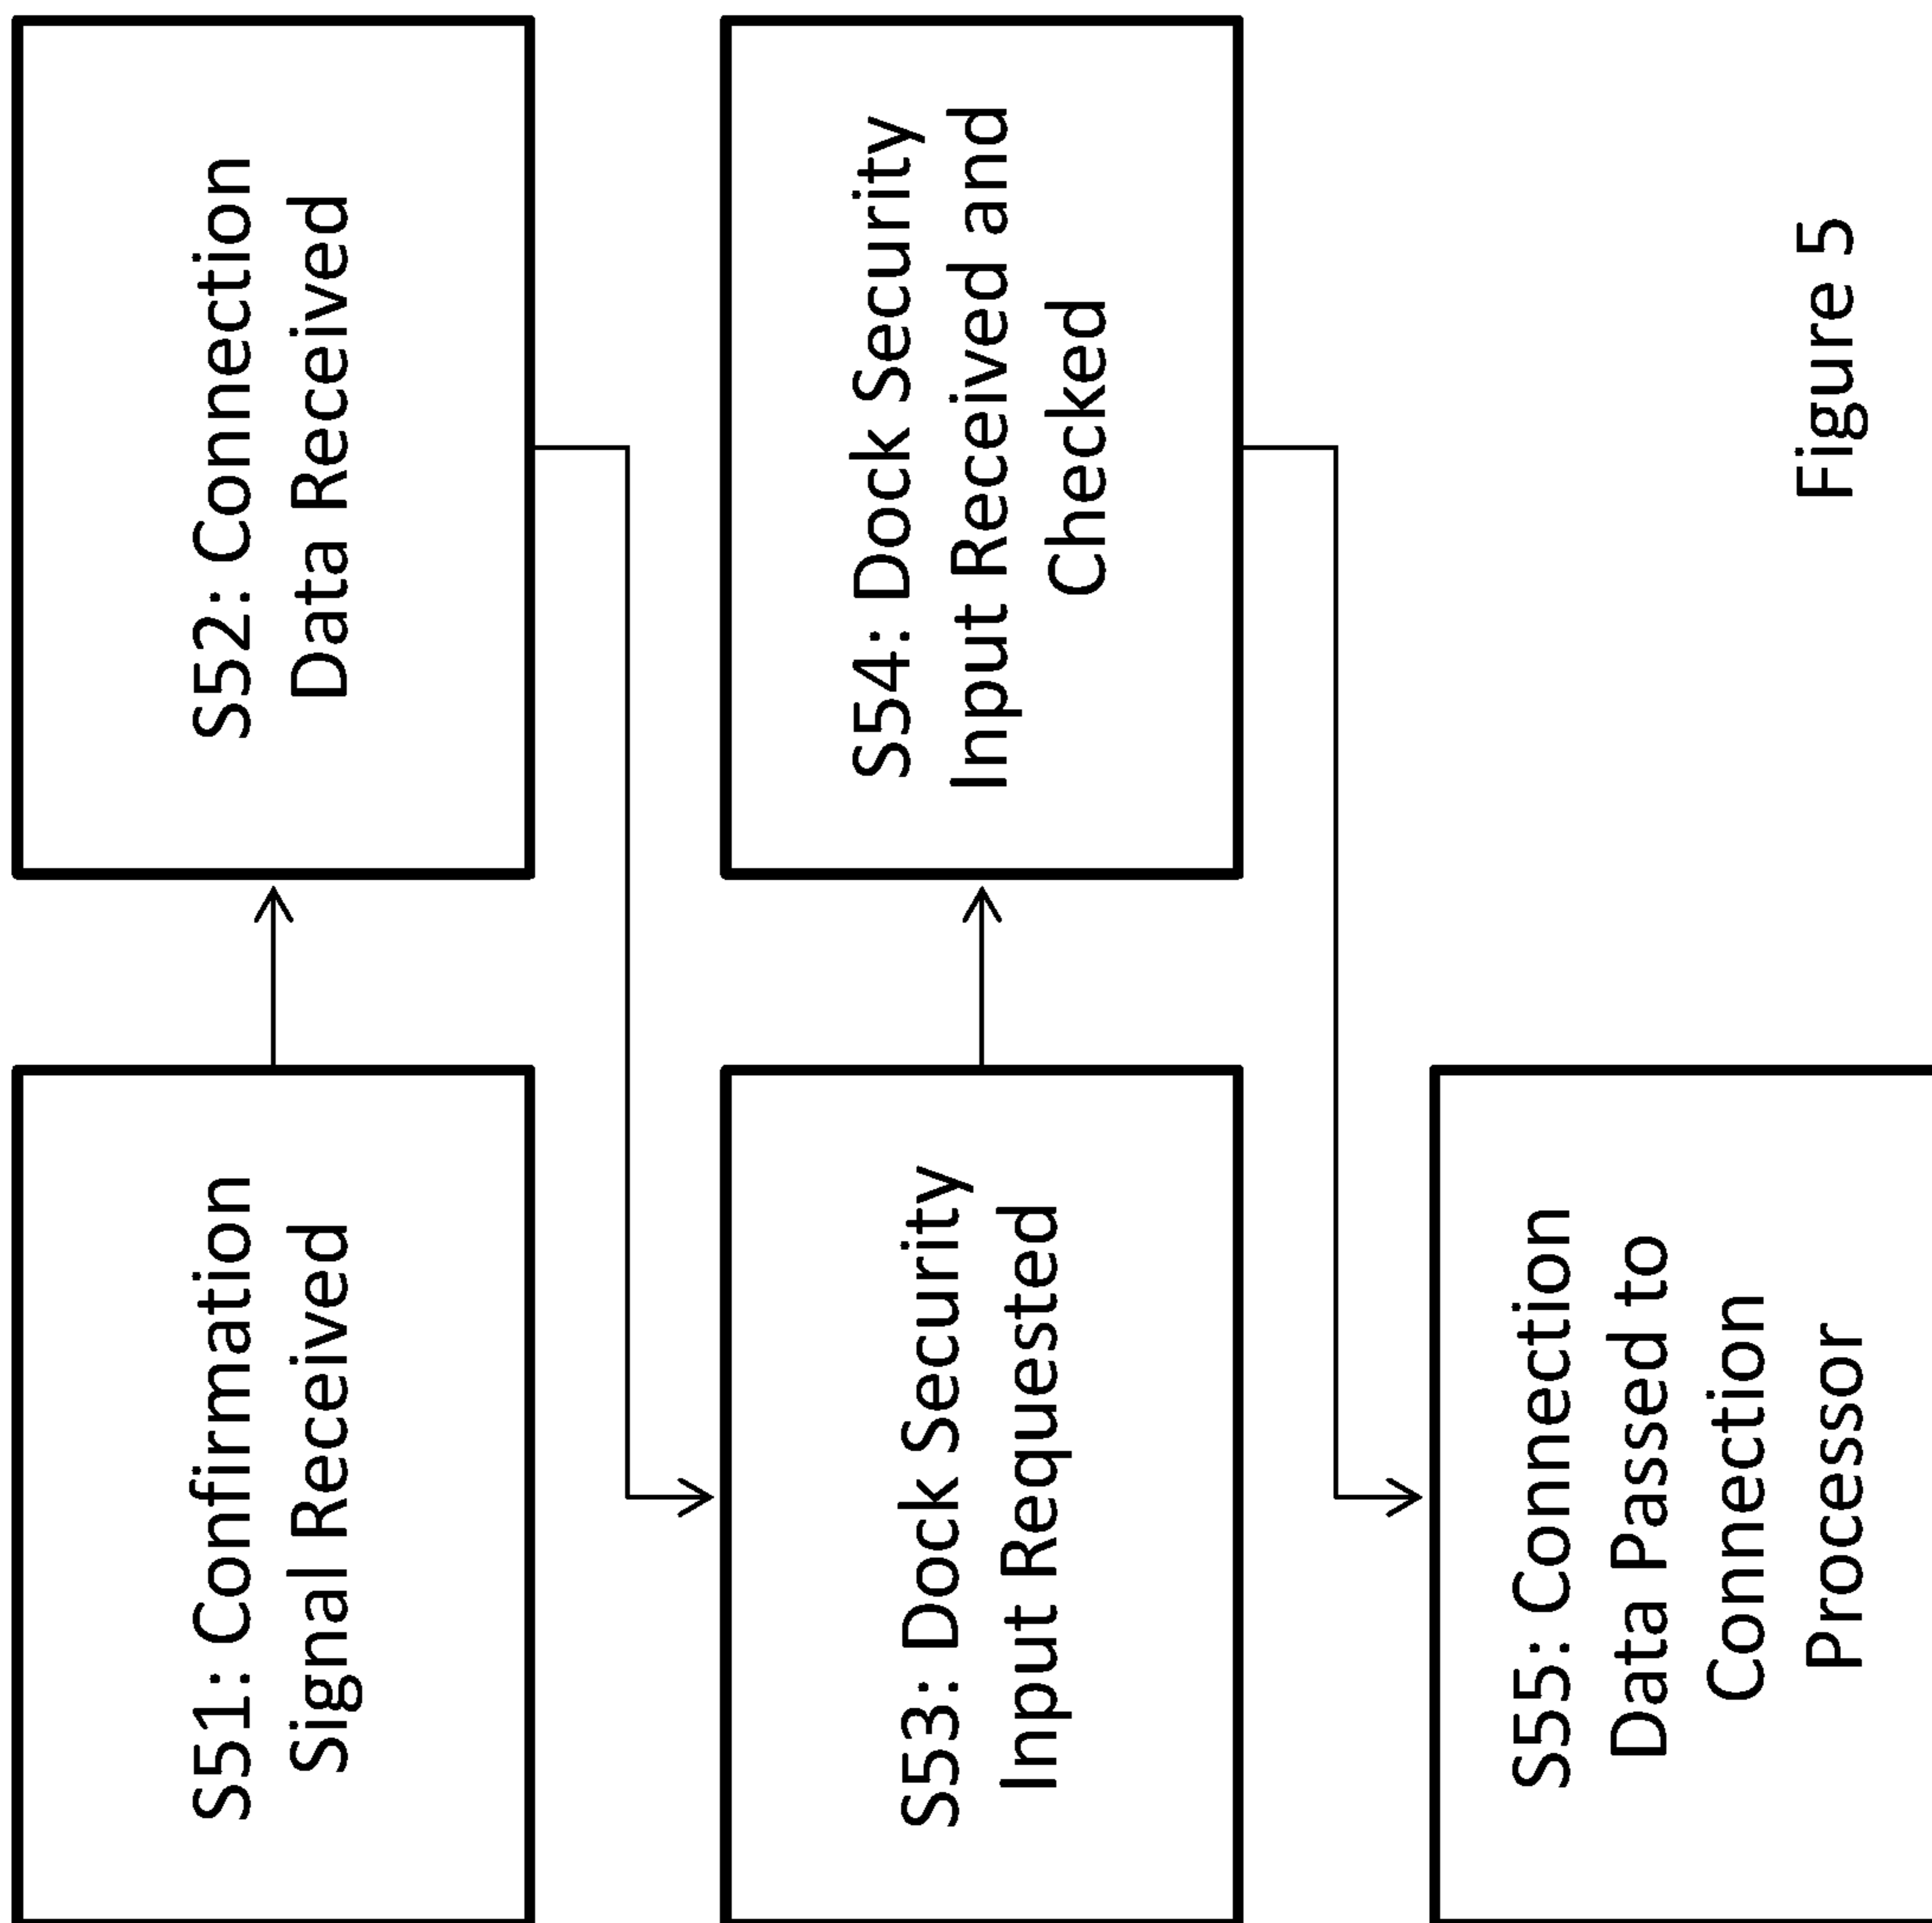 S51: Confirmation
Signal Received
S52: Connection
Data Received
S53: Dock Security
Input Requested
S54: Dock Security
Input Received and
Checked
S55: Connection
Data Passed to
Connection
Processor
Figure 5